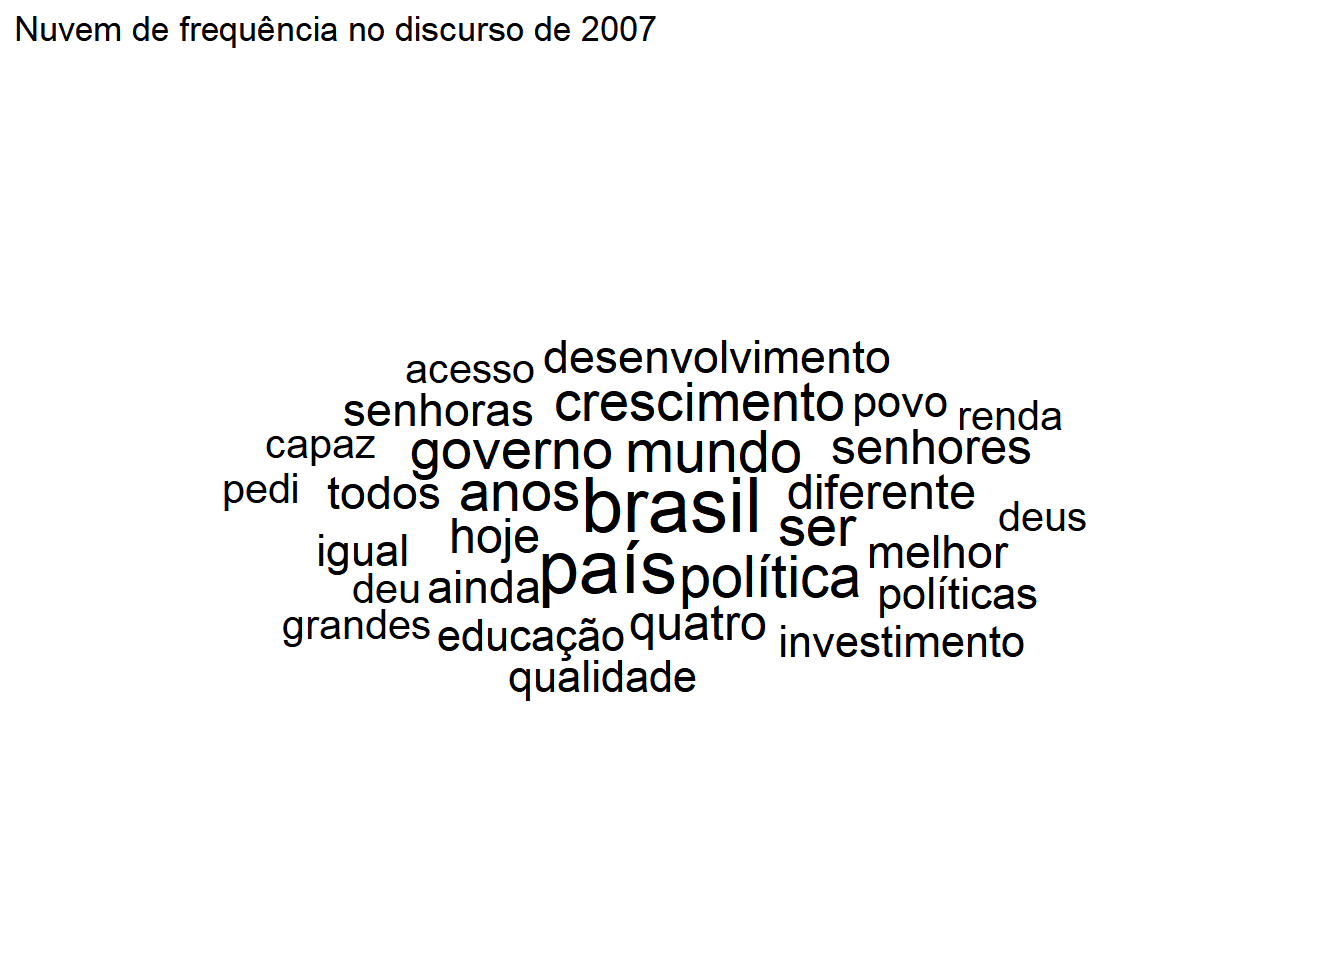 Nuvem de frequência no discurso de 2007
acesso desenvolvimento
senhoras crescimento povo renda
capaz governo mundo senhores
pedi todos anos brasil diferente
igual hoje ser deus
deu ainda país política melhor
grandes educação quatro políticas
qualidade investimento